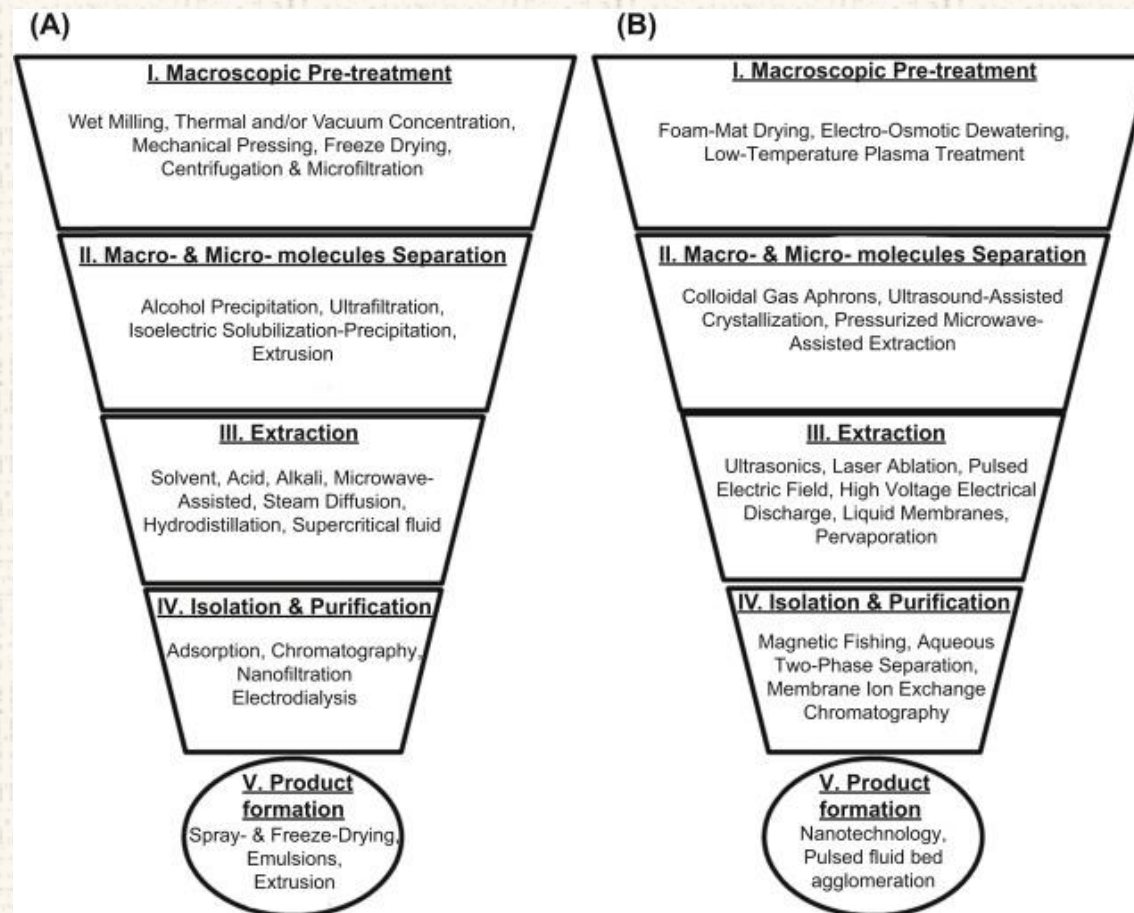 (A)
I. Macroscopic Pre-treatment
Wet Milling, Thermal and/or Vacuum Concentration,
Mechanical Pressing, Freeze Drying,
Centrifugation & Microfiltration
II. Macro- & Micro- molecules Separation
Alcohol Precipitation, Ultrafiltration,
Isoelectric Solubilization-Precipitation,
Extrusion
III. Extraction
Solvent, Acid, Alkali, Microwave-
Assisted, Steam Diffusion,
Hydrodistillation, Supercritical fluid
IV. Isolation & Purification
Adsorption, Chromatography,
Nanofiltration
Electrodialysis
V. Product
formation
Spray- & Freeze-Drying,
Emulsions,
Extrusion
(B)
I. Macroscopic Pre-treatment
Foam-Mat Drying, Electro-Osmotic Dewatering,
Low-Temperature Plasma Treatment
II. Macro- & Micro- molecules Separation
Colloidal Gas Aphrons, Ultrasound-Assisted
Crystallization, Pressurized Microwave-
Assisted Extraction
III. Extraction
Ultrasonics, Laser Ablation, Pulsed
Electric Field, High Voltage Electrical
Discharge, Liquid Membranes,
Pervaporation
IV. Isolation & Purification
Magnetic Fishing, Aqueous
Two-Phase Separation,
Membrane Ion Exchange
Chromatography
V. Product
formation
Nanotechnology,
Pulsed fluid bed
agglomeration